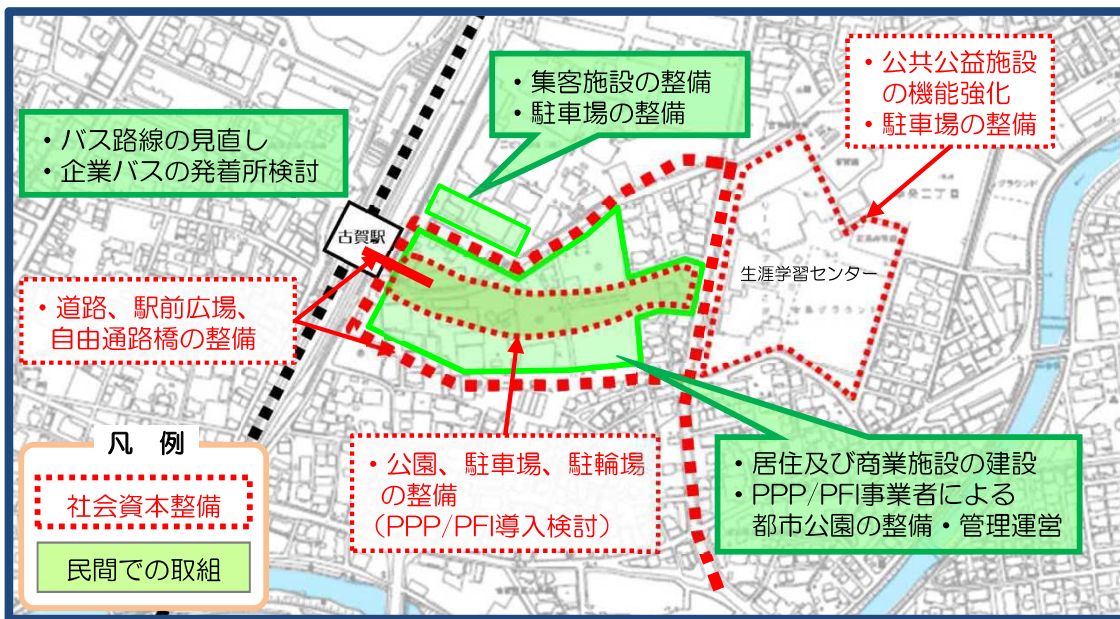 ・バス路線の見直し
・企業バスの発着所検討
・集客施設の整備
・駐車場の整備
・公共公益施設
の機能強化
・駐車場の整備
古賀駅
生涯学習センター
・道路、駅前広場、
自由通路橋の整備
・公園、駐車場、駐輪場
の整備
（PPP/PFI導入検討）
・居住及び商業施設の建設
・PPP/PFI事業者による
都市公園の整備・管理運営
凡 例
社会資本整備
民間での取組